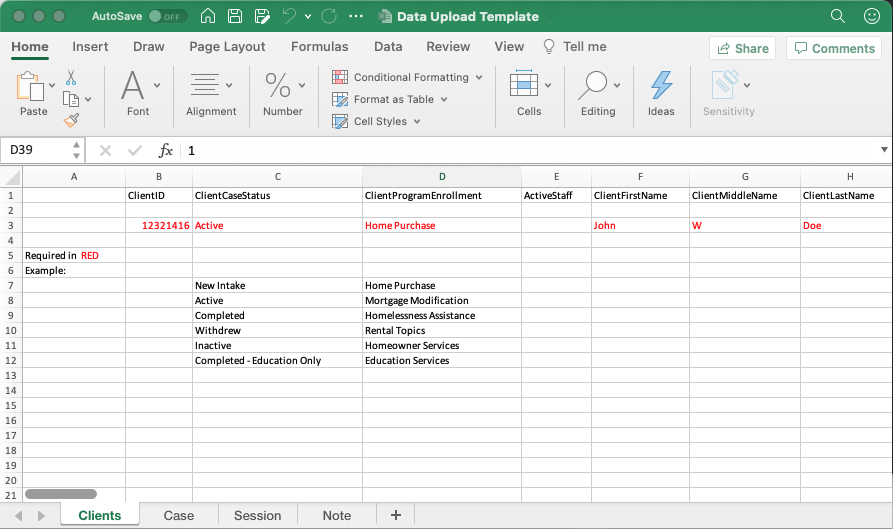 AutoSave OFF Data Upload Template
Home Insert Draw Page Layout Formulas Data Review View Tell me Share Comments
Paste Font Alignment Number Conditional Formatting Format as Table Cell Styles Cells Editing Ideas Sensitivity
D39 fx 1
A B C D E F G H
1 ClientID ClientCaseStatus ClientProgramEnrollment ActiveStaff ClientFirstName ClientMiddleName ClientLastName
2
3 12321416 Active Home Purchase John W Doe
4
5 Required in RED
6 Example:
7 New Intake Home Purchase
8 Active Mortgage Modification
9 Completed Homelessness Assistance
10 Withdrew Rental Topics
11 Inactive Homeowner Services
12 Completed - Education Only Education Services
13
14
15
16
17
18
19
20
21
Clients Case Session Note +